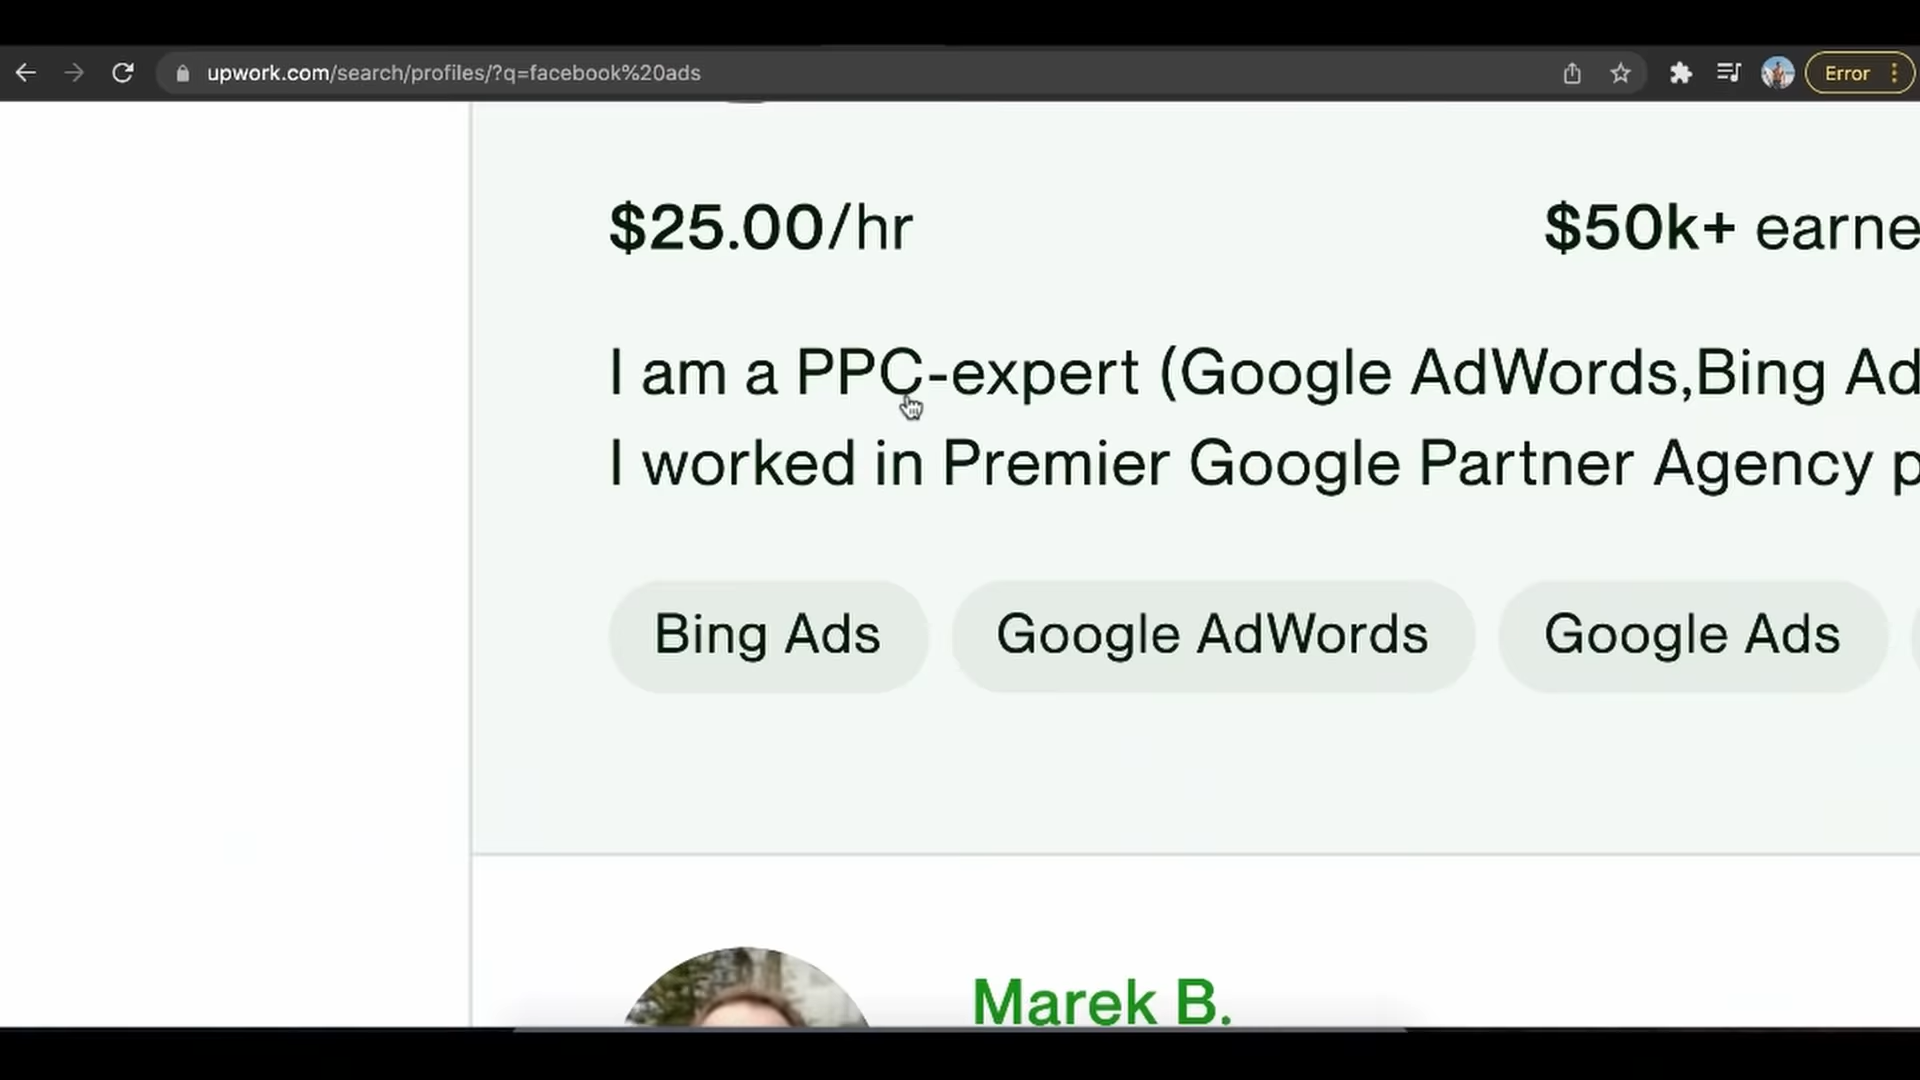 upwork.com/search/profiles/?q=facebook%20ads
Error
$25.00/hr
$50k+ earne
I am a PPC-expert (Google AdWords,Bing Ad
I worked in Premier Google Partner Agency p
Bing Ads
Google AdWords
Google Ads
Marek B.